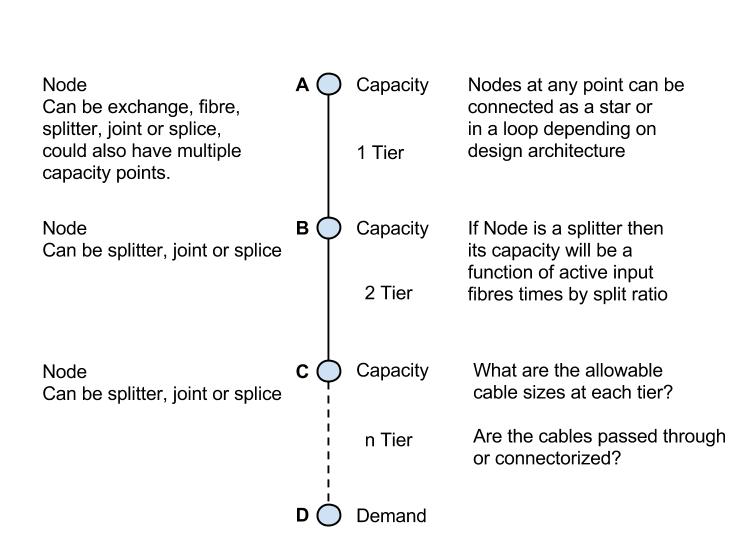 Node
Can be exchange, fibre,
splitter, joint or splice,
could also have multiple
capacity points.
A
Capacity
Nodes at any point can be
connected as a star or
in a loop depending on
design architecture
1 Tier
Node
Can be splitter, joint or splice
B
Capacity
If Node is a splitter then
its capacity will be a
function of active input
fibres times by split ratio
2 Tier
Node
Can be splitter, joint or splice
C
Capacity
What are the allowable
cable sizes at each tier?
n Tier
Are the cables passed through
or connectorized?
D
Demand